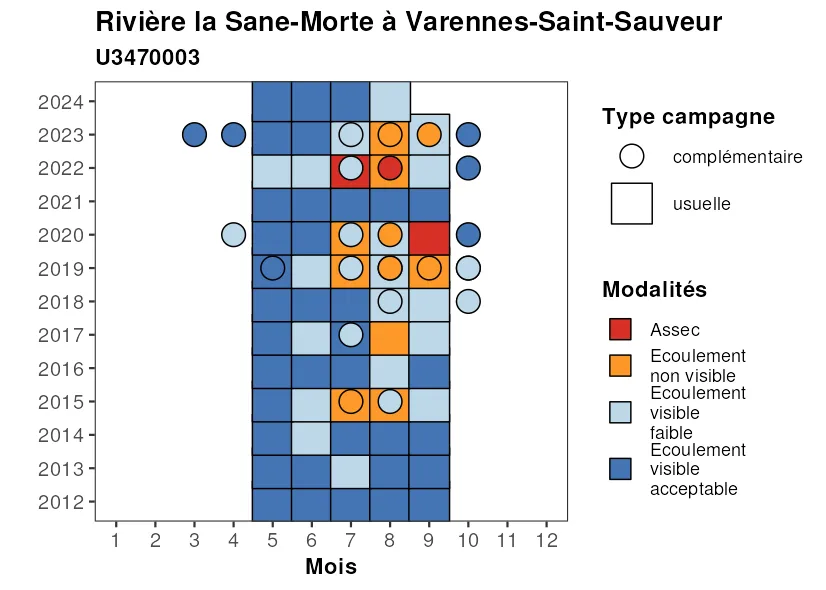 Rivière la Sane-Morte à Varennes-Saint-Sauveur
U3470003
2024
2023
2022
2021
2020
2019
2018
2017
2016
2015
2014
2013
2012
1 2 3 4 5 6 7 8 9 10 11 12
Mois
Type campagne
complémentaire
usuelle
Modalités
Assec
Ecoulement
non visible
Ecoulement
visible
faible
Ecoulement
visible
acceptable